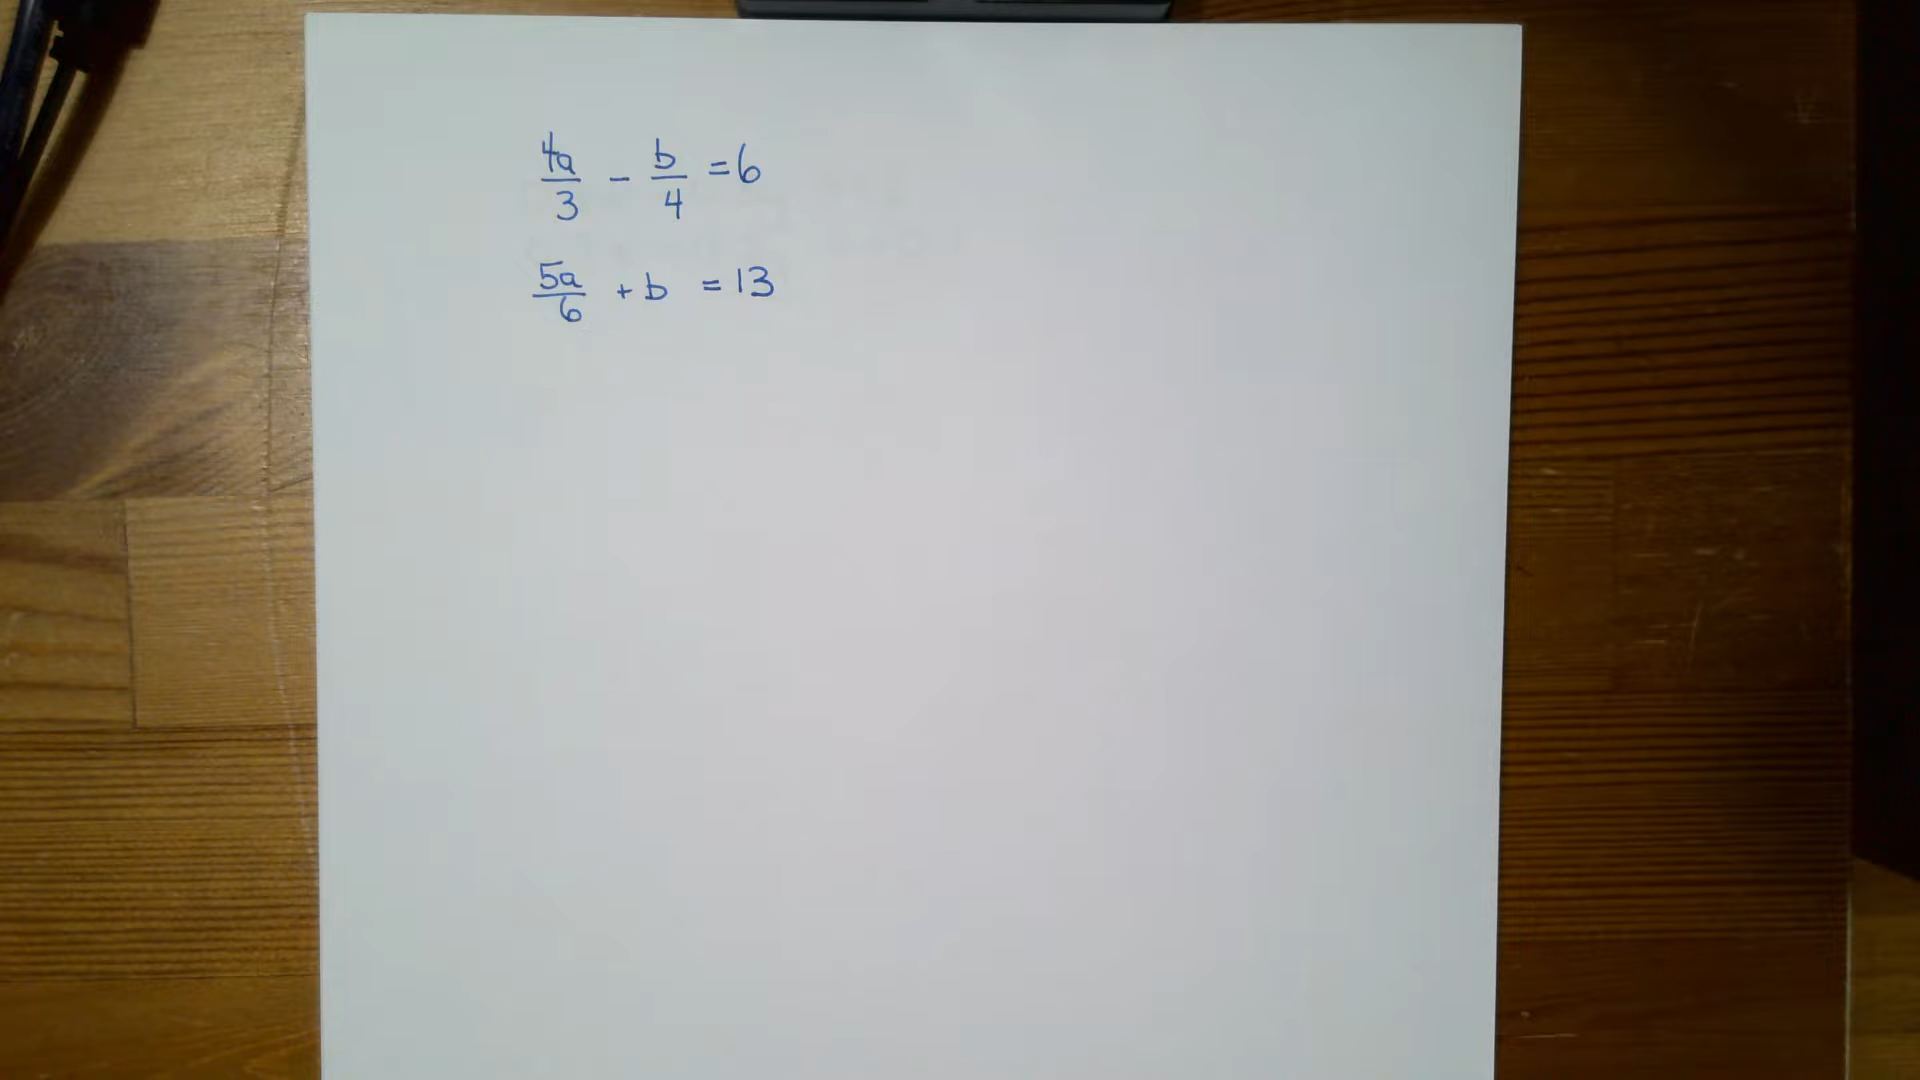 4a/3 - b/4 = 6
5a/6 + b = 13